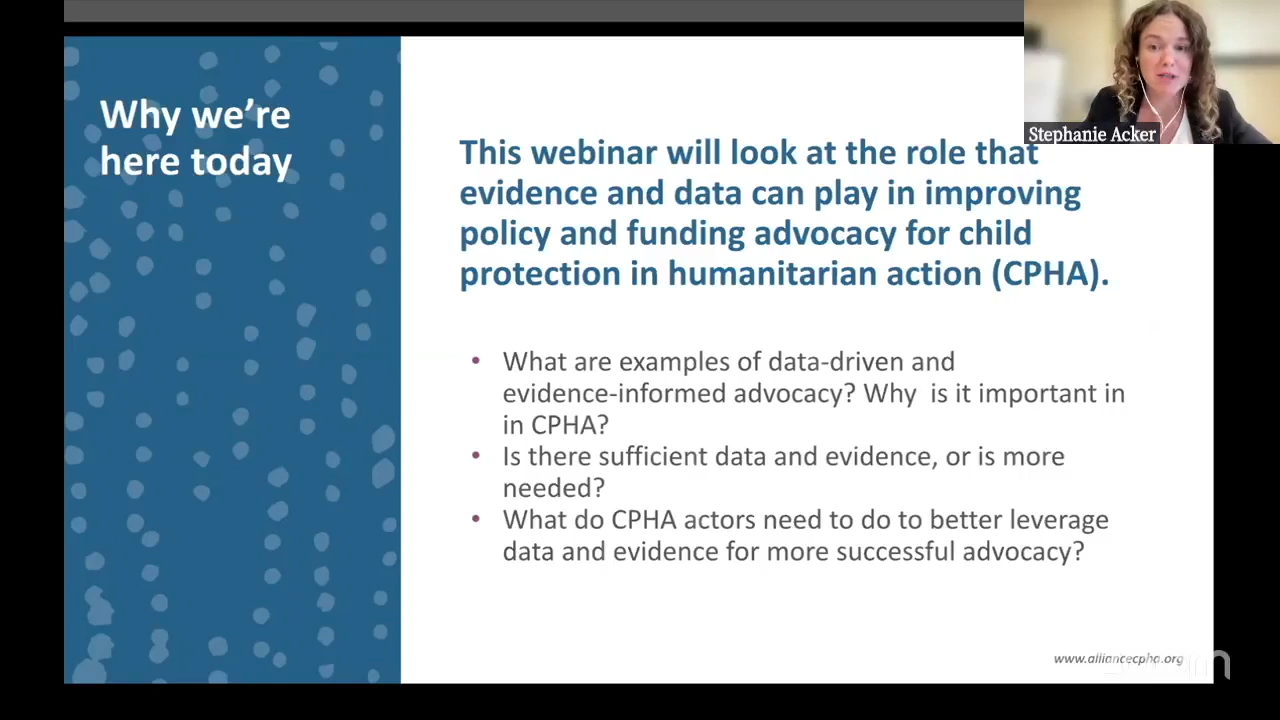 Why we're
here today
Stephanie Acker
This webinar will look at the role that
evidence and data can play in improving
policy and funding advocacy for child
protection in humanitarian action (CPHA).
• What are examples of data-driven and
evidence-informed advocacy? Why  is it important in
in CPHA?
• Is there sufficient data and evidence, or is more
needed?
• What do CPHA actors need to do to better leverage
data and evidence for more successful advocacy?
www.alliancecpha.org